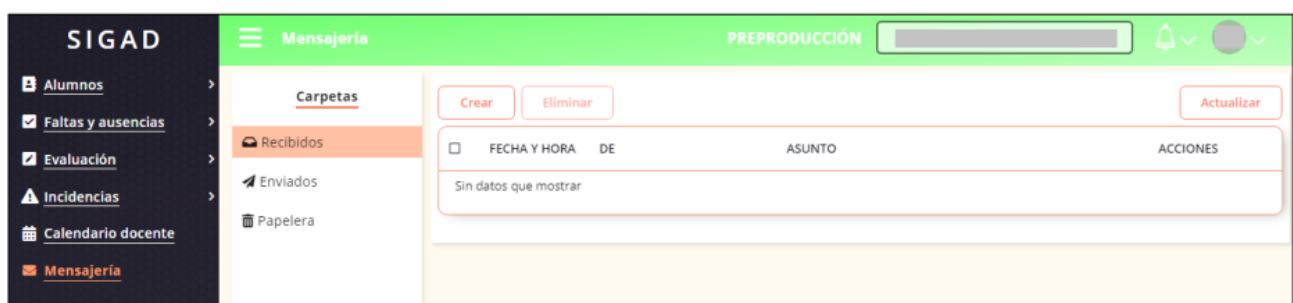 SIGAD
Alumnos
Faltas y ausencias
Evaluación
Incidencias
Calendario docente
Mensajería
Mensajería
PREPRODUCCIÓN
Carpetas
Recibidos
Enviados
Papelera
Crear Eliminar Actualizar
FECHA Y HORA DE ASUNTO ACCIONES
Sin datos que mostrar